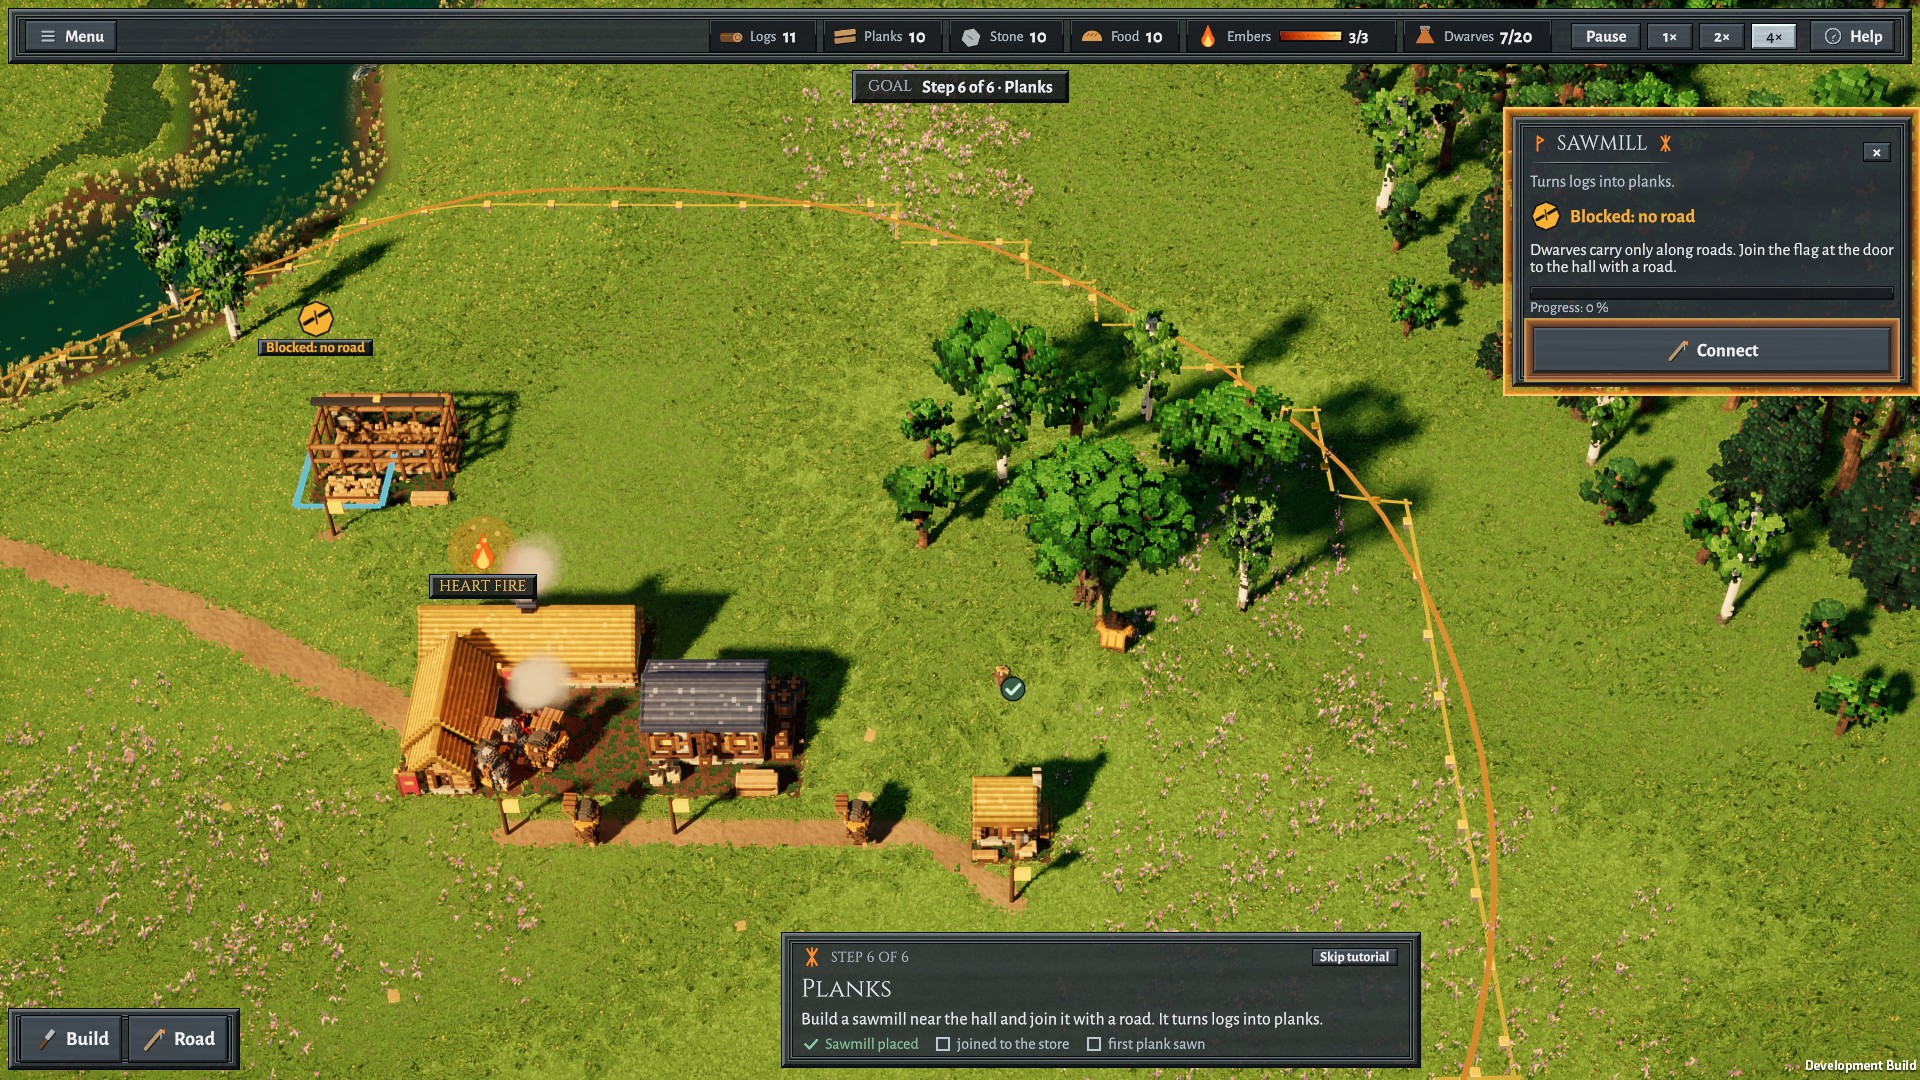 Menu
Logs 11
Planks 10
Stone 10
Food 10
Embers 3/3
Dwarves 7/20
Pause
1×
2×
4×
Help
GOAL Step 6 of 6 · Planks
SAWMILL
×
Turns logs into planks.
Blocked: no road
Dwarves carry only along roads. Join the flag at the door
to the hall with a road.
Progress: 0 %
Connect
Blocked: no road
HEART FIRE
STEP 6 OF 6
Skip tutorial
PLANKS
Build a sawmill near the hall and join it with a road. It turns logs into planks.
Sawmill placed
joined to the store
first plank sawn
Build
Road
Development Build